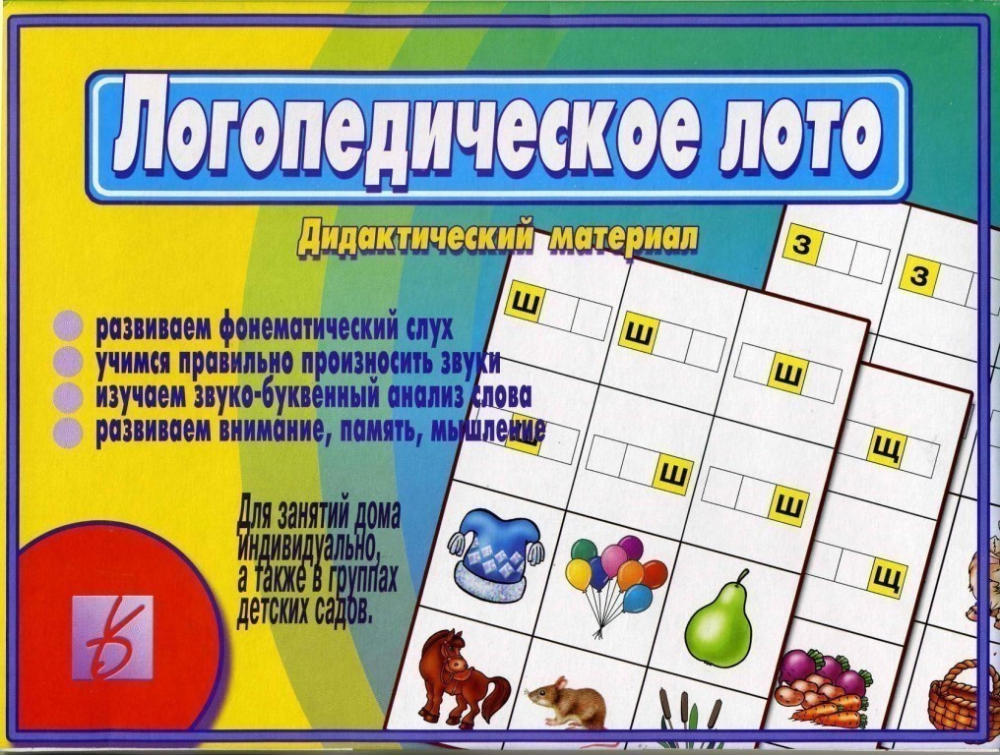 Логопедическое лото
Дидактический материал
развиваем фонематический слух
учимся правильно произносить звуки
изучаем звуко-буквенный анализ слова
развиваем внимание, память, мышление
Для занятий дома
индивидуально,
а также в группах
детских садов.
З
З
Ш
Ш
Ш
Щ
Ш
Ш
Ш
Щ